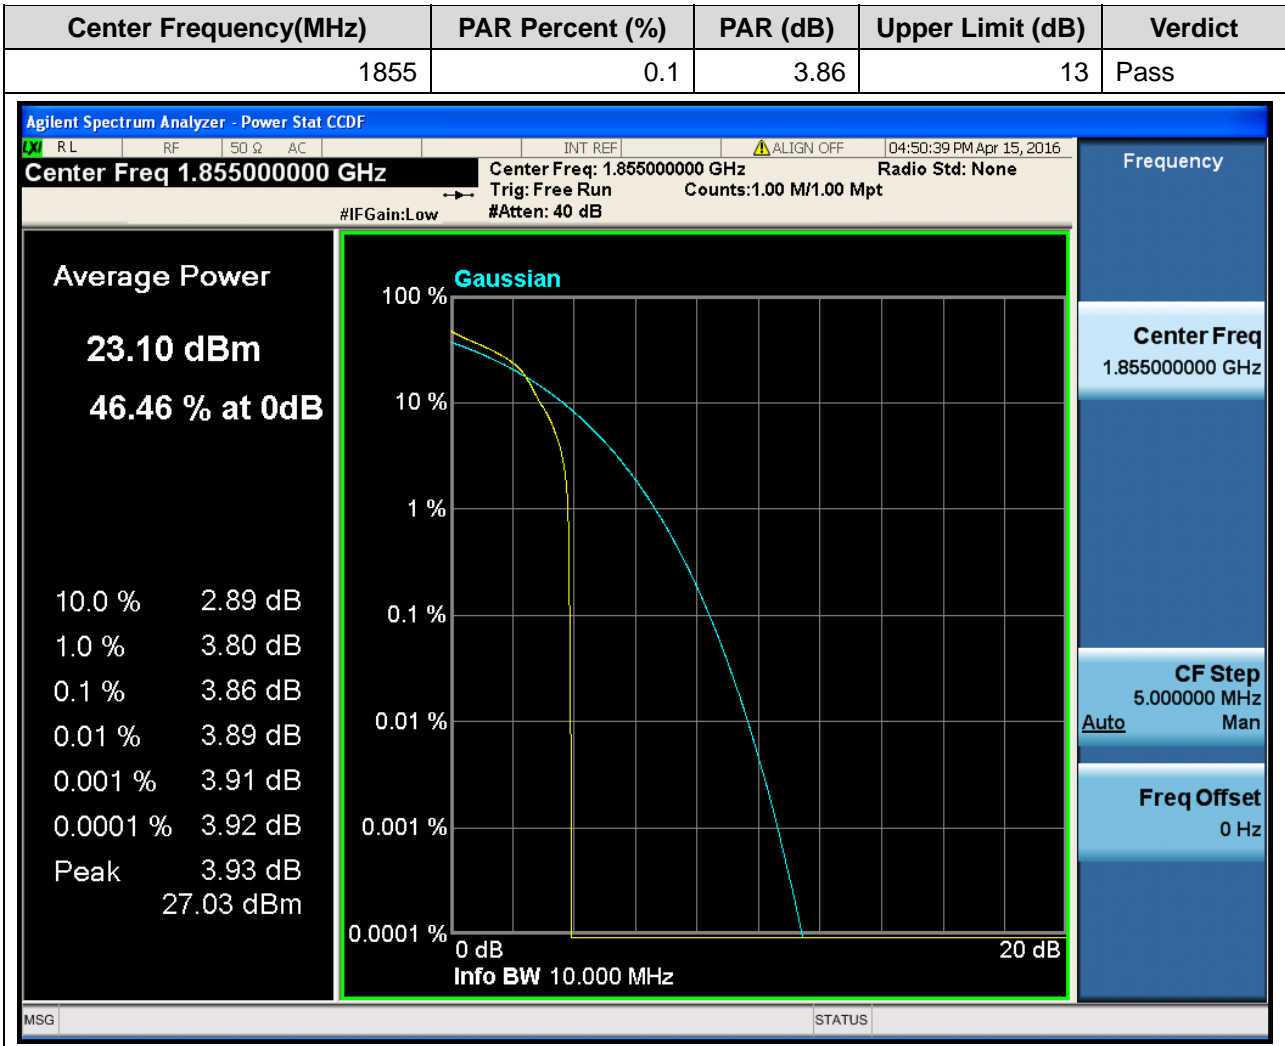 Center Frequency(MHz) PAR Percent (%) PAR (dB) Upper Limit (dB) Verdict
1855 0.1 3.86 13 Pass
Agilent Spectrum Analyzer - Power Stat CCDF
LXI RL RF 50 Ω AC INT REF ALIGN OFF 04:50:39 PM Apr 15, 2016
Center Freq 1.855000000 GHz
Center Freq: 1.855000000 GHz Radio Std: None
Trig: Free Run Counts:1.00 M/1.00 Mpt
#IFGain:Low #Atten: 40 dB
Average Power
23.10 dBm
46.46 % at 0dB
10.0 % 2.89 dB
1.0 % 3.80 dB
0.1 % 3.86 dB
0.01 % 3.89 dB
0.001 % 3.91 dB
0.0001 % 3.92 dB
Peak 3.93 dB
27.03 dBm
Gaussian
100 %
10 %
1 %
0.1 %
0.01 %
0.001 %
0.0001 %
0 dB 20 dB
Info BW 10.000 MHz
Frequency
Center Freq
1.855000000 GHz
CF Step
5.000000 MHz
Auto Man
Freq Offset
0 Hz
MSG STATUS